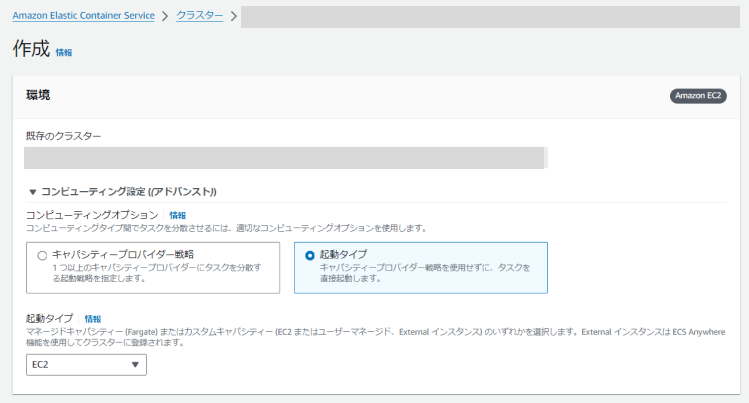 Amazon Elastic Container Service > クラスター >
作成 情報
環境
Amazon EC2
既存のクラスター
▼ コンピューティング設定 ((アドバンスト))
コンピューティングオプション 情報
コンピューティングタイプ間でタスクを分散させるには、適切なコンピューティングオプションを使用します。
キャパシティープロバイダー戦略
1 つ以上のキャパシティープロバイダーにタスクを分散す
る起動戦略を指定します。
起動タイプ
キャパシティープロバイダー戦略を使用せずに、タスクを
直接起動します。
起動タイプ 情報
マネージドキャパシティー (Fargate) またはカスタムキャパシティー (EC2 またはユーザーマネージド、External インスタンス) のいずれかを選択します。External インスタンスは ECS Anywhere
機能を使用してクラスターに登録されます。
EC2